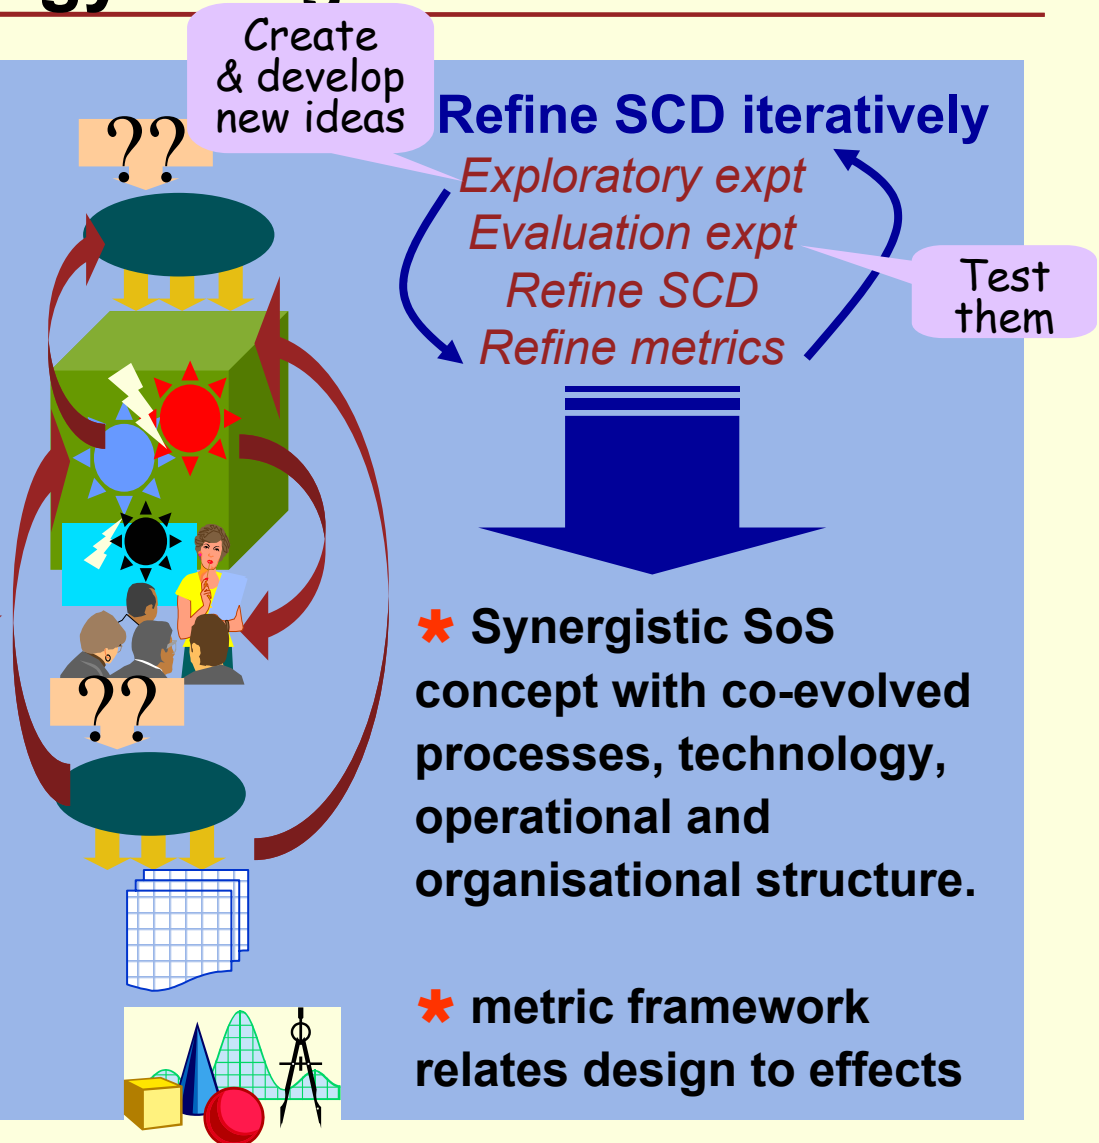 Create
& develop
new ideas
??
Refine SCD iteratively
Exploratory expt
Evaluation expt
Refine SCD
Refine metrics
Test
them
* Synergistic SoS
concept with co-evolved
processes, technology,
operational and
organisational structure.
??
* metric framework
relates design to effects